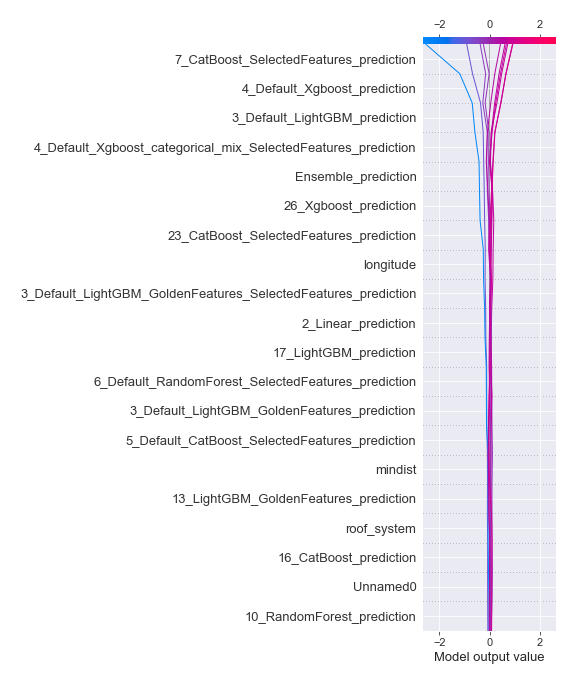 −2 0 2
7_CatBoost_SelectedFeatures_prediction
4_Default_Xgboost_prediction
3_Default_LightGBM_prediction
4_Default_Xgboost_categorical_mix_SelectedFeatures_prediction
Ensemble_prediction
26_Xgboost_prediction
23_CatBoost_SelectedFeatures_prediction
longitude
3_Default_LightGBM_GoldenFeatures_SelectedFeatures_prediction
2_Linear_prediction
17_LightGBM_prediction
6_Default_RandomForest_SelectedFeatures_prediction
3_Default_LightGBM_GoldenFeatures_prediction
5_Default_CatBoost_SelectedFeatures_prediction
mindist
13_LightGBM_GoldenFeatures_prediction
roof_system
16_CatBoost_prediction
Unnamed0
10_RandomForest_prediction
−2 0 2
Model output value